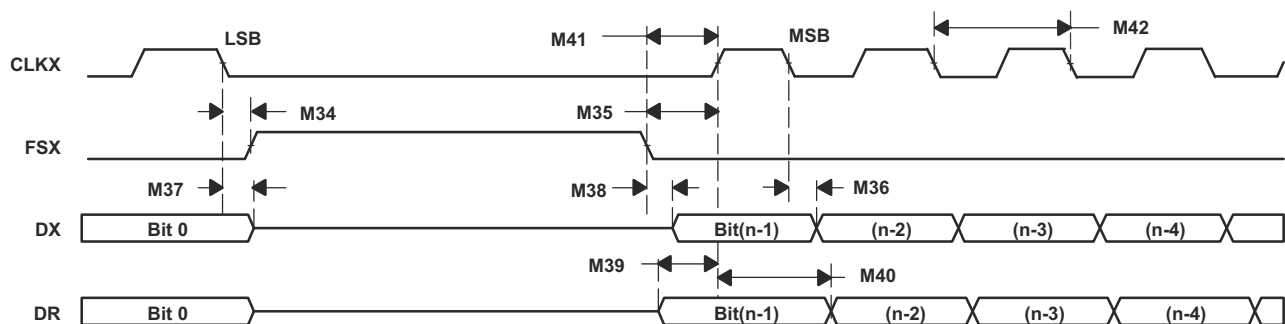 LSB
M41
MSB
M42
CLKX
M34
M35
FSX
M37
M38
M36
DX
Bit 0
Bit(n-1)
(n-2)
(n-3)
(n-4)
M39
M40
DR
Bit 0
Bit(n-1)
(n-2)
(n-3)
(n-4)